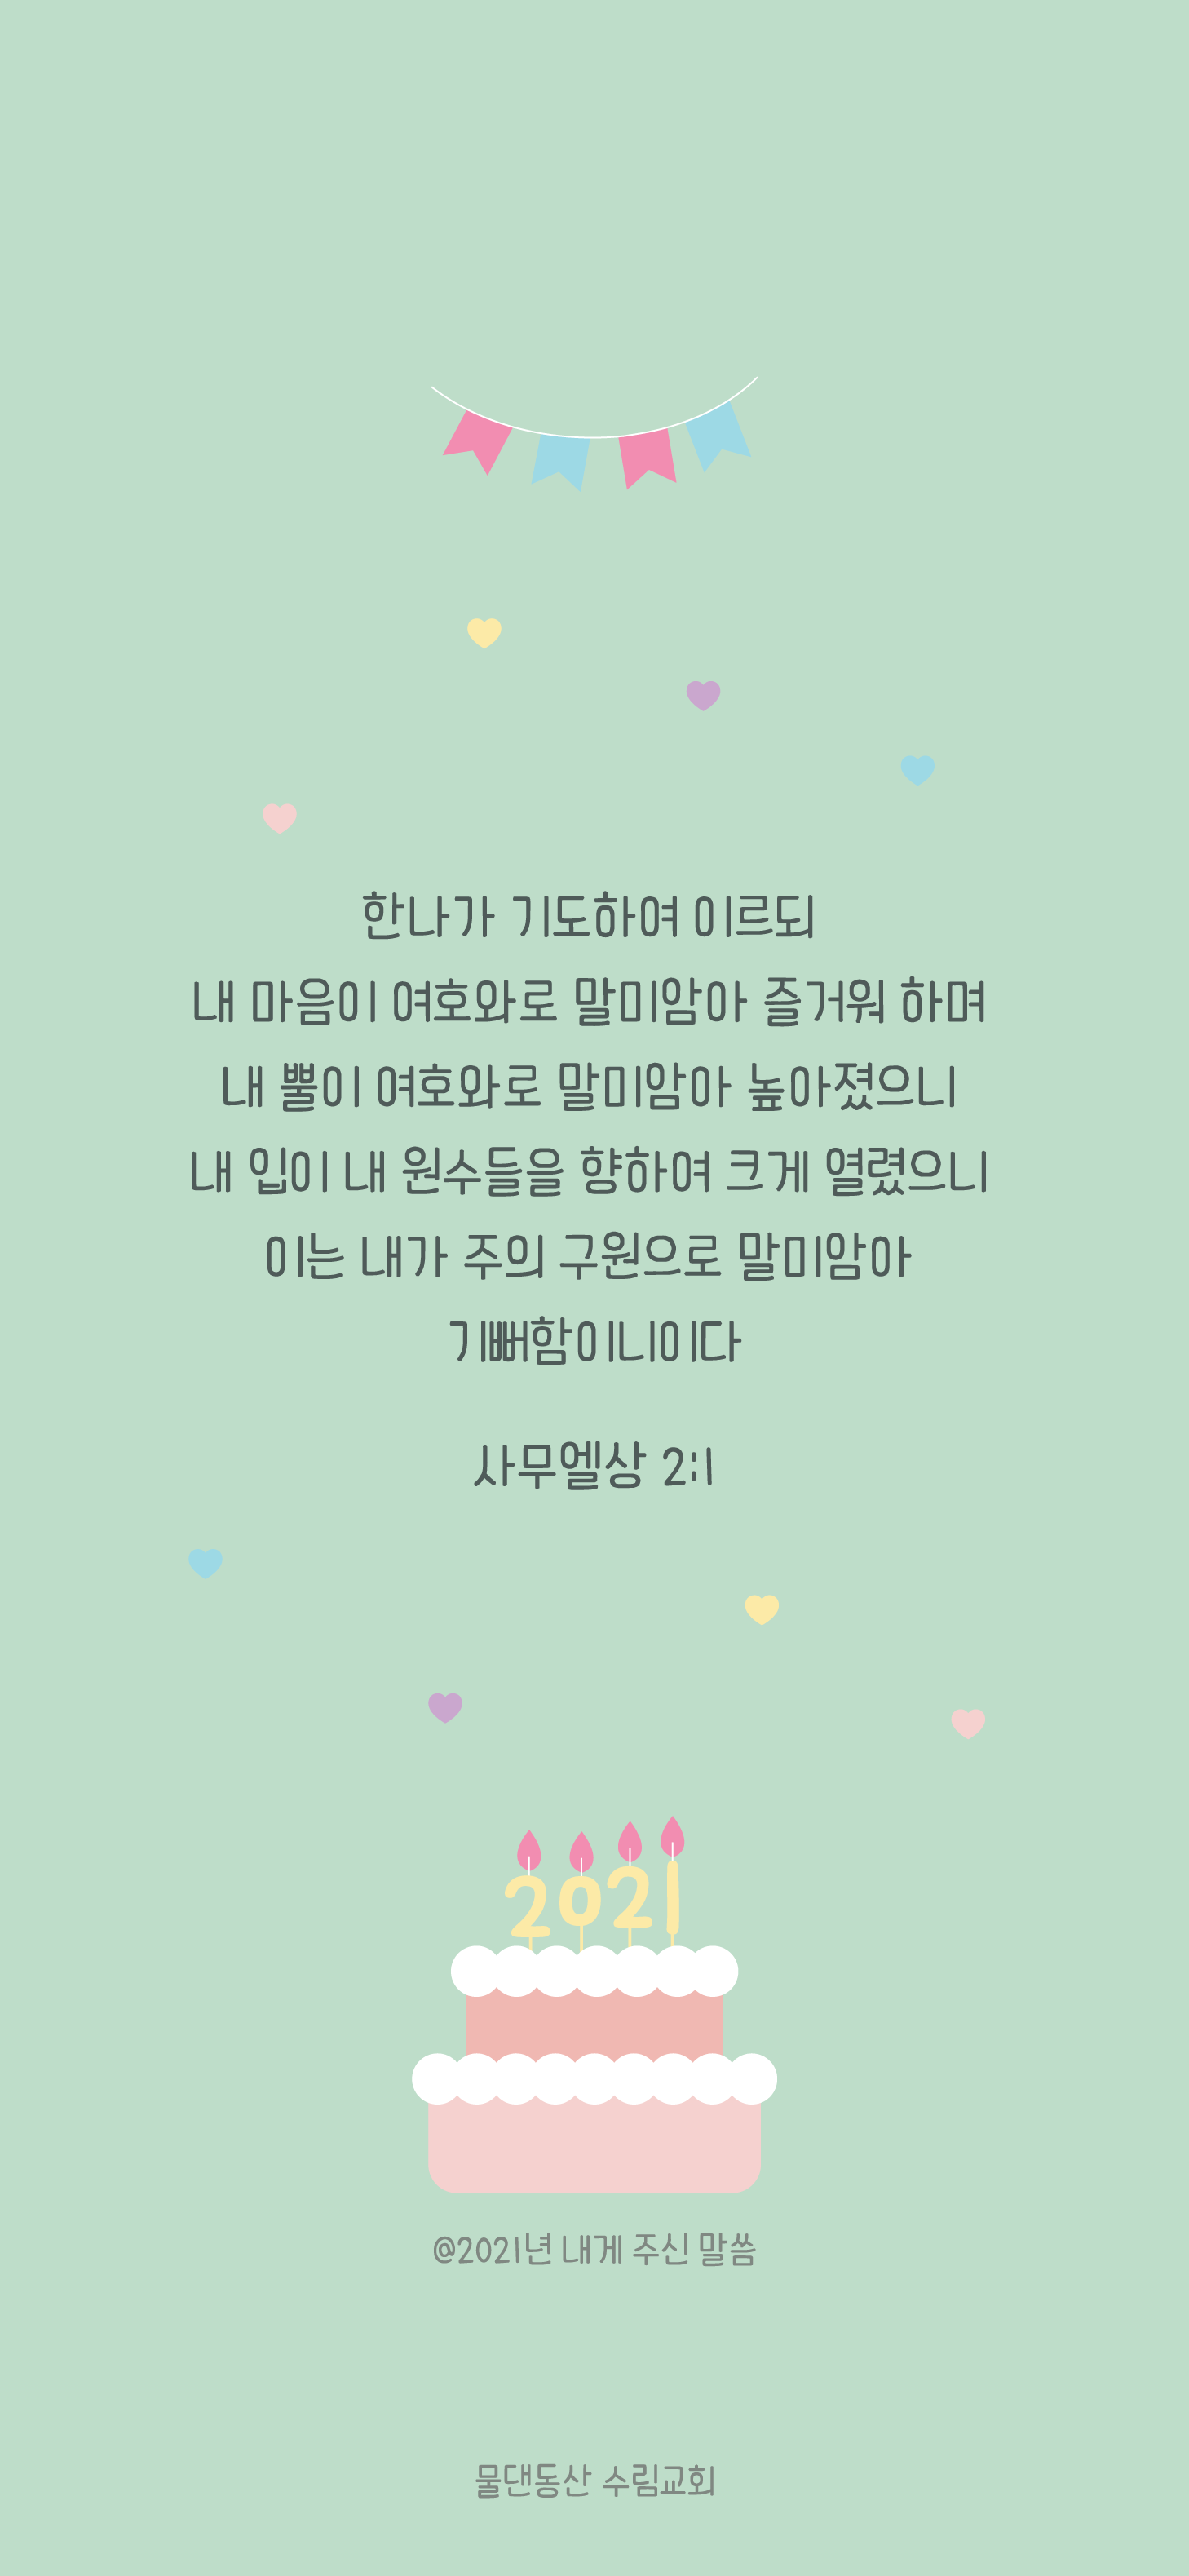 한나가 기도하여 이르되
내 마음이 여호와로 말미암아 즐거워 하며
내 뿔이 여호와로 말미암아 높아졌으니
내 입이 내 원수들을 향하여 크게 열렸으니
이는 내가 주의 구원으로 말미암아
기뻐함이니이다
사무엘상 2:1
2021
@2021년 내게 주신 말씀
물댄동산 수림교회